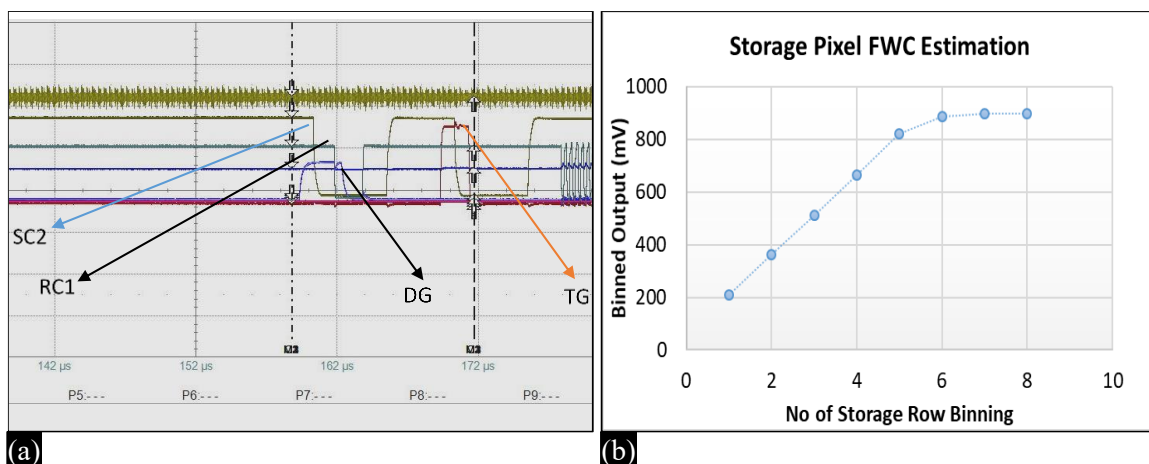 SC2
RC1
DG
TG
142 µs
152 µs
162 µs
172 µs
P5:- - -
P6:- - -
P7:- - -
P8:- - -
P9:- - -
(a)
Storage Pixel FWC Estimation
Binned Output (mV)
1000
800
600
400
200
0
0
2
4
6
8
10
No of Storage Row Binning
(b)